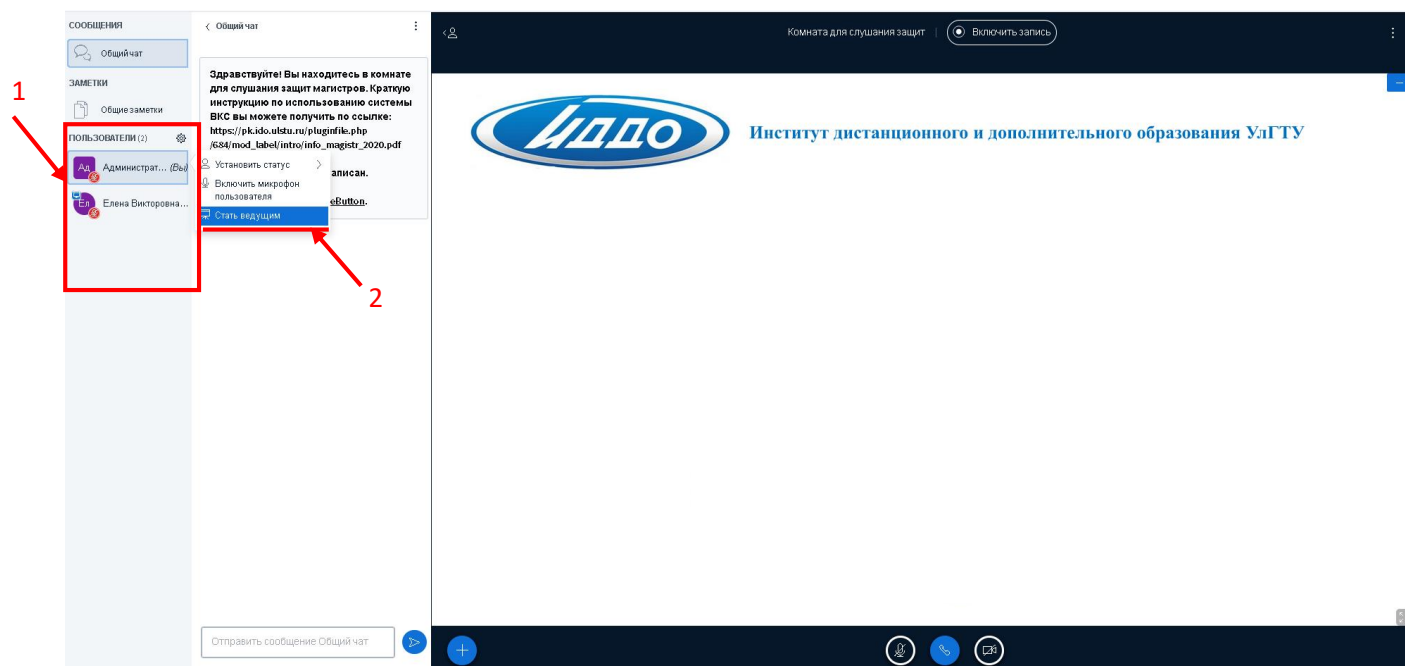 СООБЩЕНИЯ
Общий чат
ЗАМЕТКИ
Общие заметки
ПОЛЬЗОВАТЕЛИ (2)
Ад
Администрат... (Вы)
Ел
Елена Викторовна...
1
Общий чат
Здравствуйте! Вы находитесь в комнате
для слушания защит магистров. Краткую
инструкцию по использованию системы
ВКС вы можете получить по ссылке:
https://pk.ido.ulstu.ru/pluginfile.php
/684/mod_label/intro/info_magistr_2020.pdf
аписан.
eButton.
Установить статус
Включить микрофон
пользователя
Стать ведущим
2
Отправить сообщение Общий чат
Комната для слушания защит | Включить запись
ИДДО
Институт дистанционного и дополнительного образования УлГТУ